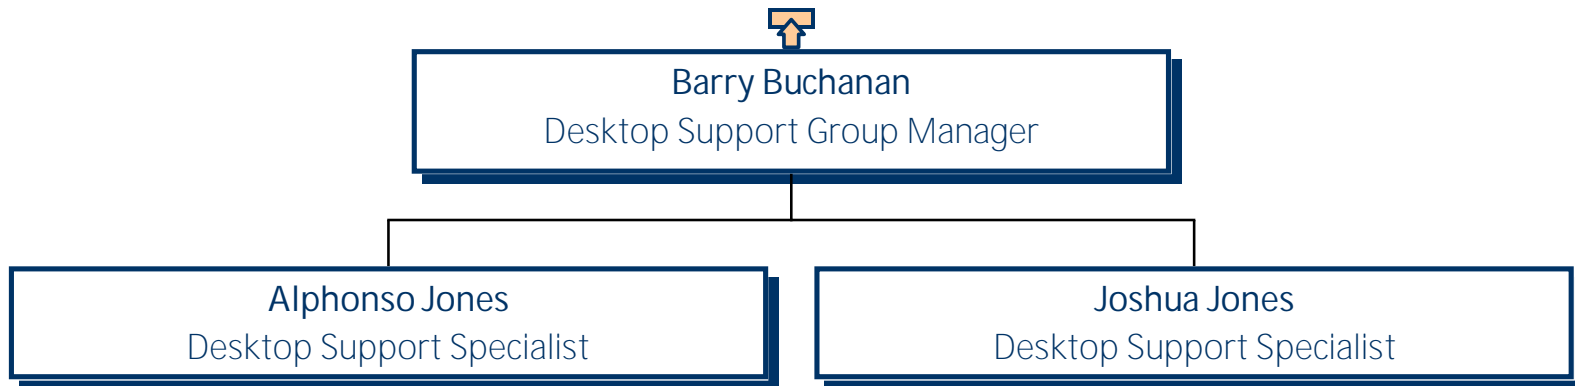 Barry Buchanan
Desktop Support Group Manager
Alphonso Jones
Desktop Support Specialist
Joshua Jones
Desktop Support Specialist